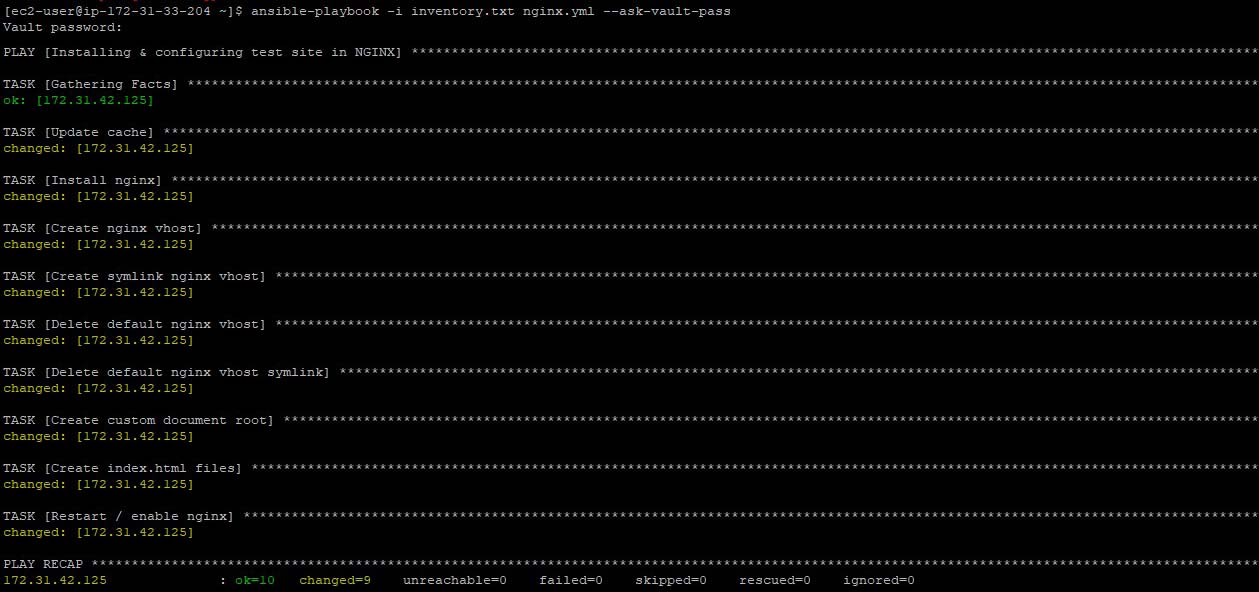 [ec2-user@ip-172-31-33-204 ~]$ ansible-playbook -i inventory.txt nginx.yml --ask-vault-pass
Vault password:
PLAY [Installing & configuring test site in NGINX] **********************************************************************************************************
TASK [Gathering Facts] **************************************************************************************************************************************
ok: [172.31.42.125]
TASK [Update cache] *****************************************************************************************************************************************
changed: [172.31.42.125]
TASK [Install nginx] ****************************************************************************************************************************************
changed: [172.31.42.125]
TASK [Create nginx vhost] ***********************************************************************************************************************************
changed: [172.31.42.125]
TASK [Create symlink nginx vhost] ***************************************************************************************************************************
changed: [172.31.42.125]
TASK [Delete default nginx vhost] ***************************************************************************************************************************
changed: [172.31.42.125]
TASK [Delete default nginx vhost symlink] *******************************************************************************************************************
changed: [172.31.42.125]
TASK [Create custom document root] **************************************************************************************************************************
changed: [172.31.42.125]
TASK [Create index.html files] ******************************************************************************************************************************
changed: [172.31.42.125]
TASK [Restart / enable nginx] *******************************************************************************************************************************
changed: [172.31.42.125]
PLAY RECAP **************************************************************************************************************************************************
172.31.42.125              : ok=10   changed=9    unreachable=0    failed=0    skipped=0    rescued=0    ignored=0